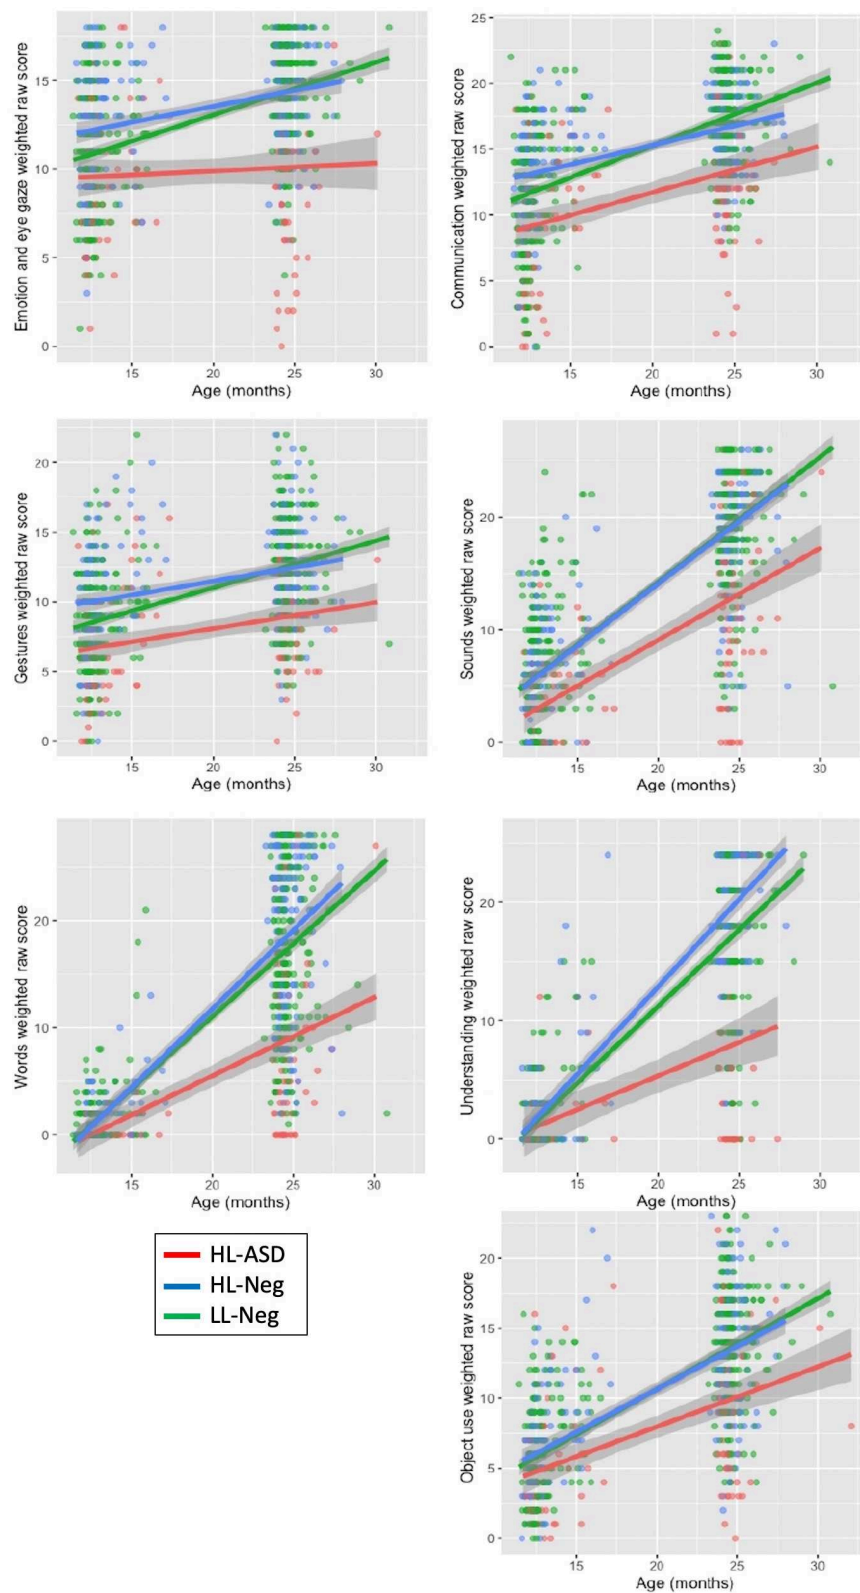 Emotion and eye gaze weighted raw score
15
10
5
0
15 20 25 30
Age (months)
Communication weighted raw score
25
20
15
10
5
0
15 20 25 30
Age (months)
Gestures weighted raw score
20
15
10
5
0
15 20 25 30
Age (months)
Sounds weighted raw score
20
10
0
15 20 25 30
Age (months)
Words weighted raw score
20
10
0
15 20 25 30
Age (months)
Understanding weighted raw score
20
10
0
15 20 25 30
Age (months)
HL-ASD
HL-Neg
LL-Neg
Object use weighted raw score
20
15
10
5
0
15 20 25 30
Age (months)